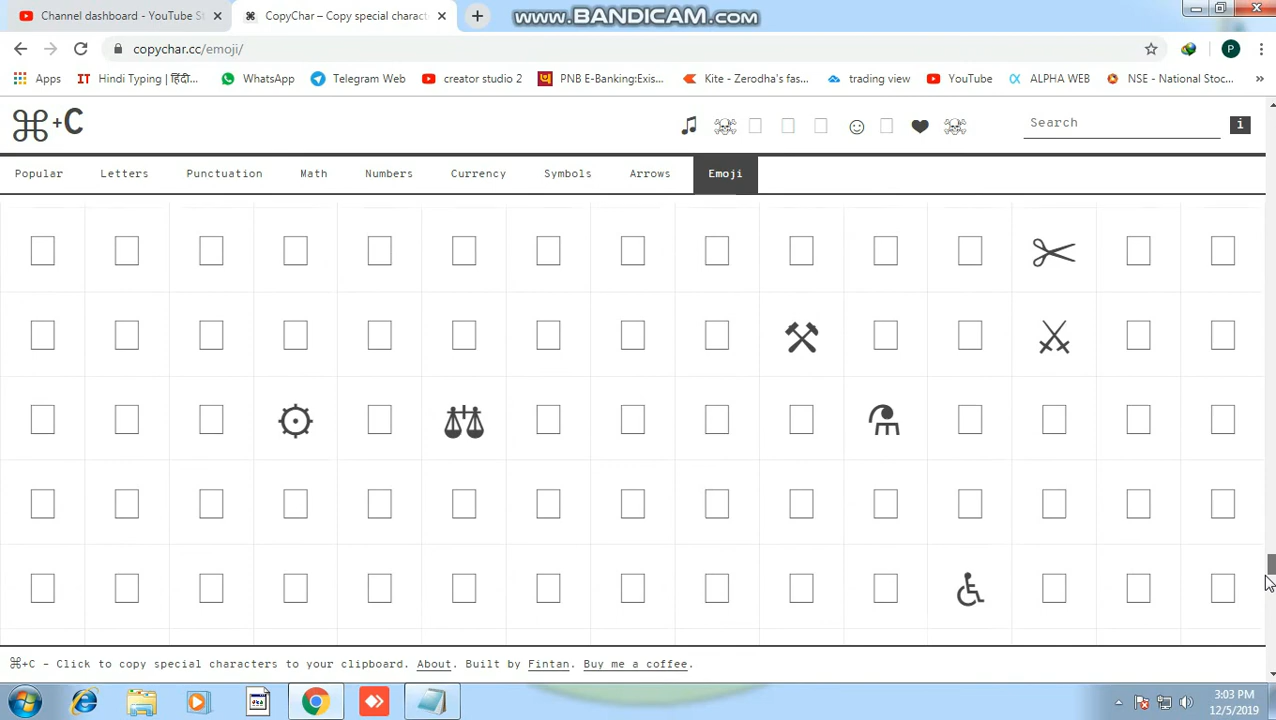 www.BANDICAM.com
Channel dashboard - YouTube St
CopyChar – Copy special charact
copychar.cc/emoji/
P
Apps
IT Hindi Typing | हिंदी...
WhatsApp
Telegram Web
creator studio 2
PNB E-Banking:Exis...
Kite - Zerodha's fas...
trading view
YouTube
ALPHA WEB
NSE - National Stoc...
»
⌘+C
Search
i
Popular
Letters
Punctuation
Math
Numbers
Currency
Symbols
Arrows
Emoji
⌘+C – Click to copy special characters to your clipboard. About. Built by Fintan. Buy me a coffee.
3:03 PM
12/5/2019